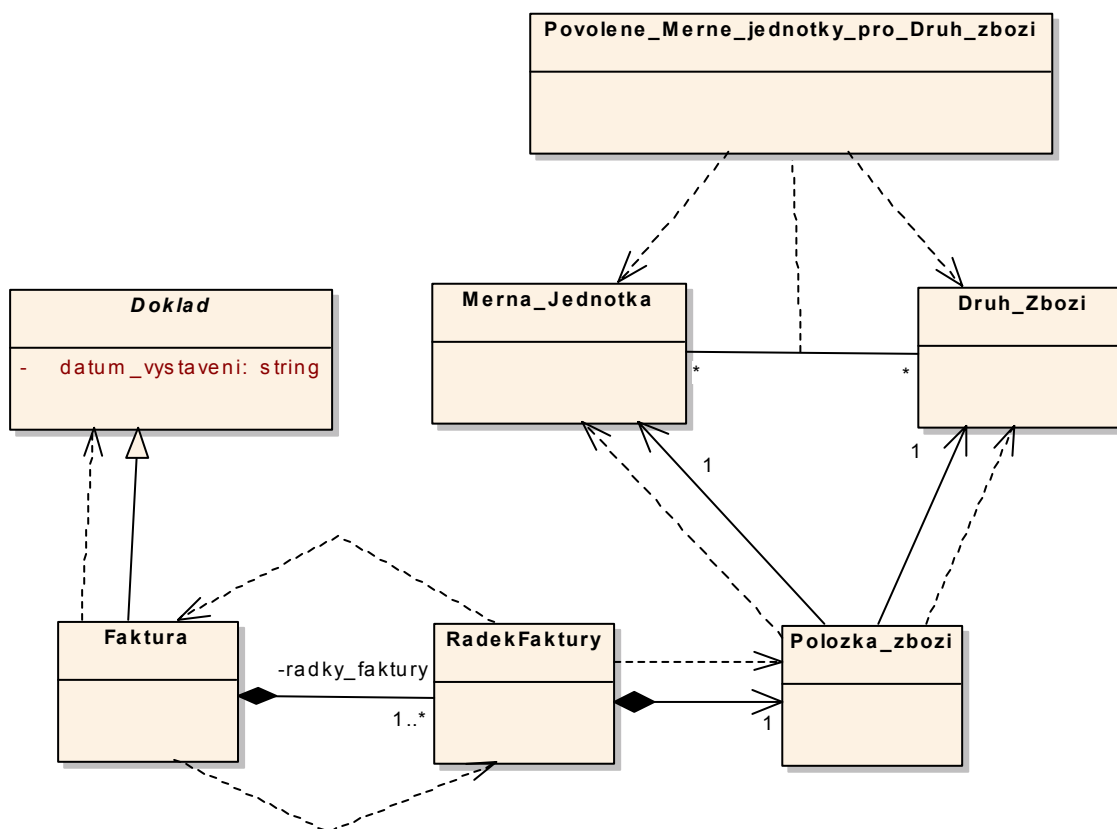 Povolene_Merne_jednotky_pro_Druh_zbozi
Merna_Jednotka
Druh_Zbozi
Doklad
- datum_vystaveni: string
*
*
1
1
Faktura
RadekFaktury
Polozka_zbozi
-radky_faktury
1..*
1